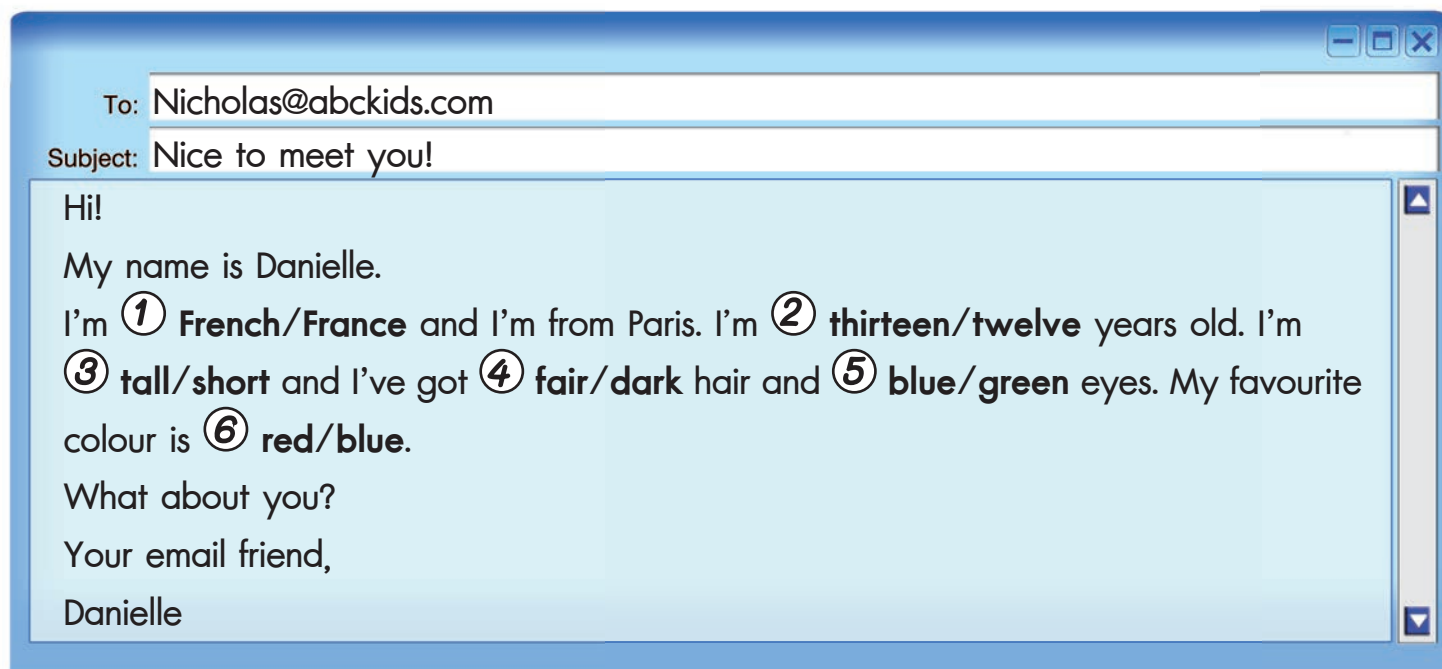 To: Nicholas@abckids.com
Subject: Nice to meet you!
Hi!
My name is Danielle.
I'm 1 French/France and I'm from Paris. I'm 2 thirteen/twelve years old. I'm
3 tall/short and I've got 4 fair/dark hair and 5 blue/green eyes. My favourite
colour is 6 red/blue.
What about you?
Your email friend,
Danielle